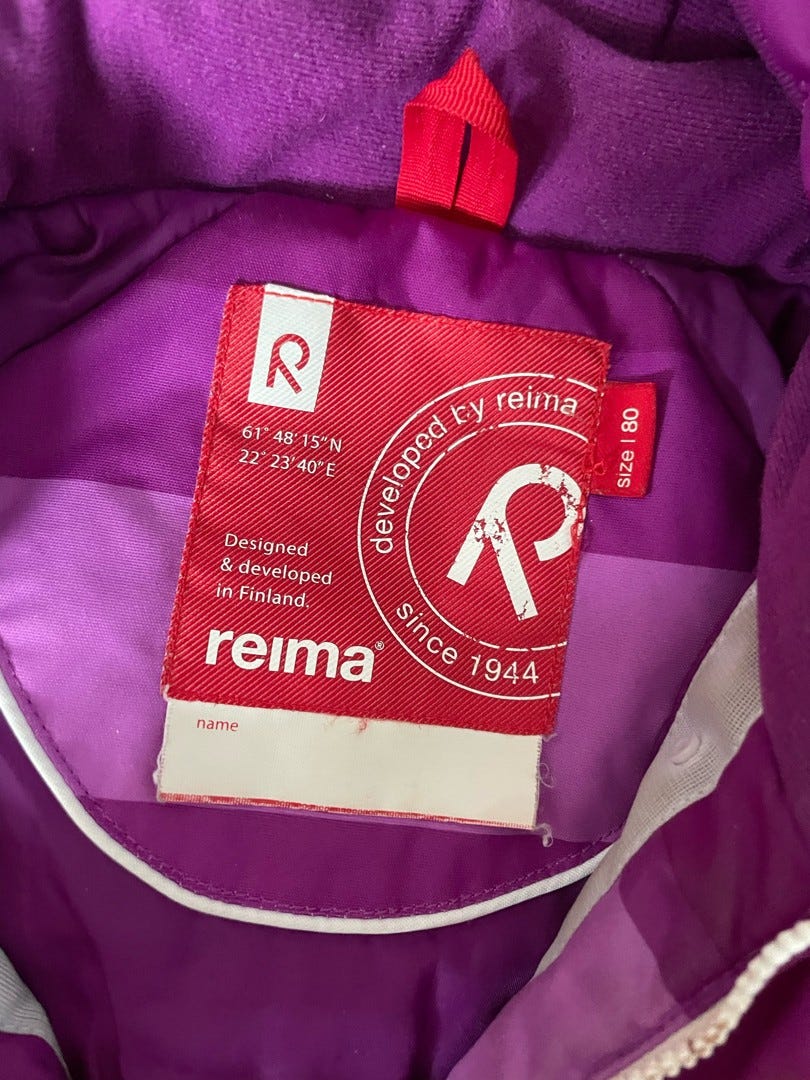 R
61° 48' 15" N
22° 23' 40" E
Designed
& developed
in Finland.
reima®
developed by reima
R
since 1944
size | 80
name